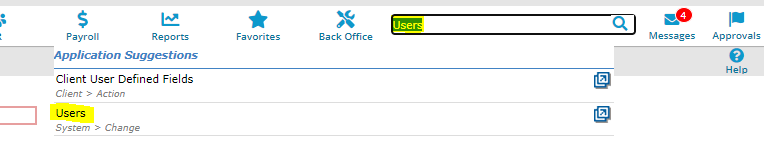 Users
4
Payroll
Reports
Favorites
Back Office
Messages
Approvals
Application Suggestions
Help
Client User Defined Fields
Client > Action
Users
System > Change